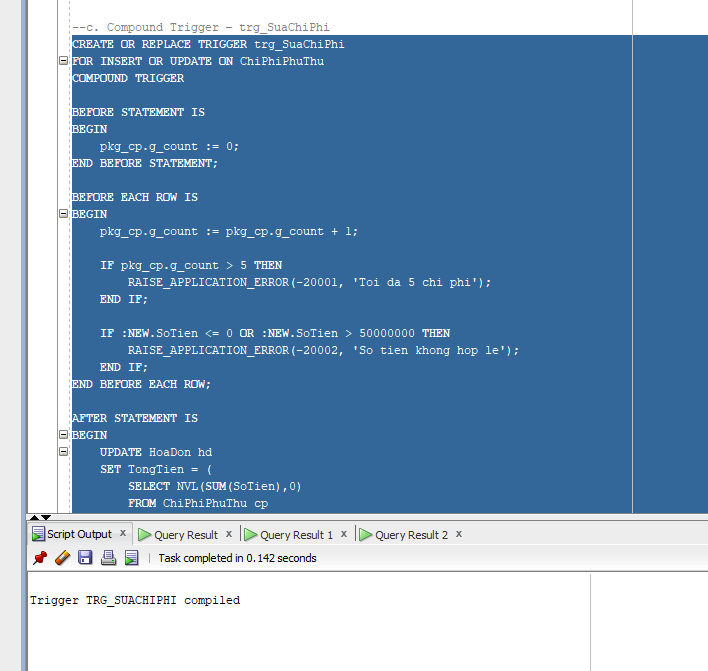 --c. Compound Trigger – trg_SuaChiPhi
CREATE OR REPLACE TRIGGER trg_SuaChiPhi
FOR INSERT OR UPDATE ON ChiPhiPhuThu
COMPOUND TRIGGER
BEFORE STATEMENT IS
BEGIN
    pkg_cp.g_count := 0;
END BEFORE STATEMENT;
BEFORE EACH ROW IS
BEGIN
    pkg_cp.g_count := pkg_cp.g_count + 1;
    IF pkg_cp.g_count > 5 THEN
        RAISE_APPLICATION_ERROR(-20001, 'Toi da 5 chi phi');
    END IF;
    IF :NEW.SoTien <= 0 OR :NEW.SoTien > 50000000 THEN
        RAISE_APPLICATION_ERROR(-20002, 'So tien khong hop le');
    END IF;
END BEFORE EACH ROW;
AFTER STATEMENT IS
BEGIN
    UPDATE HoaDon hd
    SET TongTien = (
        SELECT NVL(SUM(SoTien),0)
        FROM ChiPhiPhuThu cp
Script Output x Query Result x Query Result 1 x Query Result 2 x
Task completed in 0.142 seconds
Trigger TRG_SUACHIPHI compiled